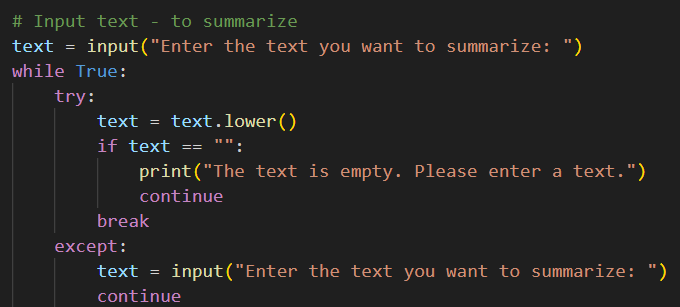 # Input text - to summarize
text = input("Enter the text you want to summarize: ")
while True:
    try:
        text = text.lower()
        if text == "":
            print("The text is empty. Please enter a text.")
            continue
        break
    except:
        text = input("Enter the text you want to summarize: ")
        continue